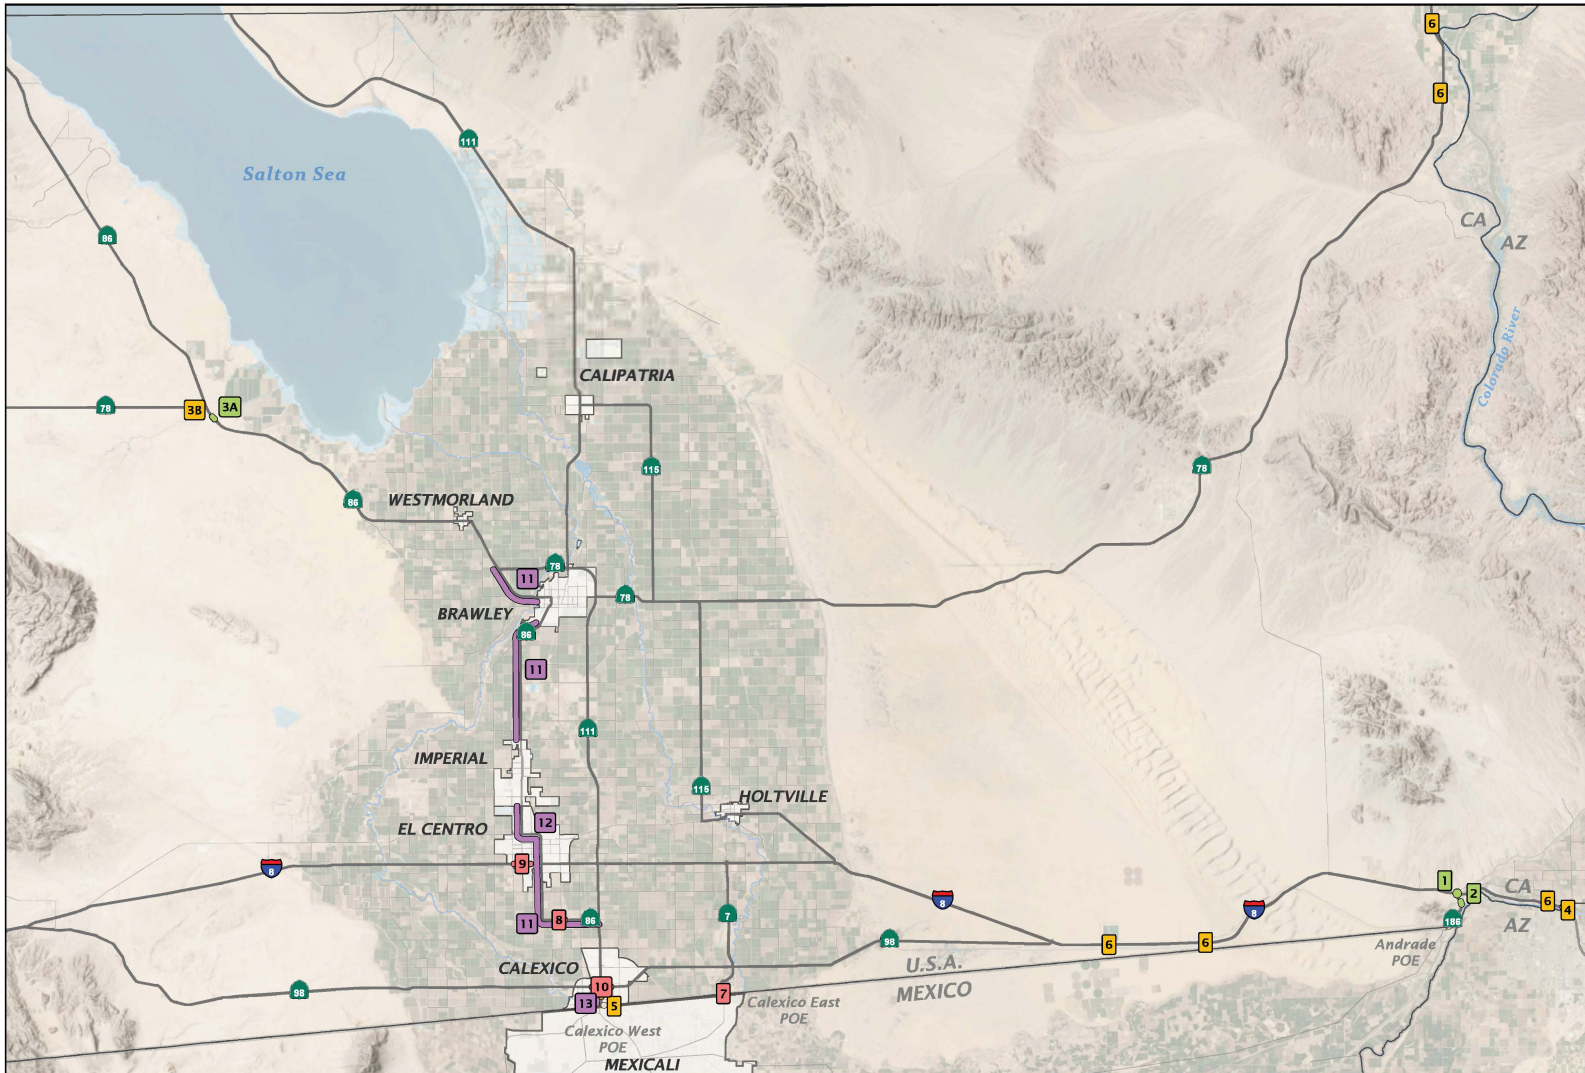 6
6
111
Salton Sea
CA
AZ
86
Colorado River
CALIPATRIA
78
3B
3A
115
78
86
WESTMORLAND
78
11
78
BRAWLEY
86
11
111
IMPERIAL
115
HOLTVILLE
12
EL CENTRO
9
8
8
8
1
2
CA
6
4
AZ
11
8
86
7
186
98
6
6
Andrade
POE
U.S.A.
MEXICO
CALEXICO
98
10
7
13
5
Calexico East
POE
Calexico West
POE
MEXICALI